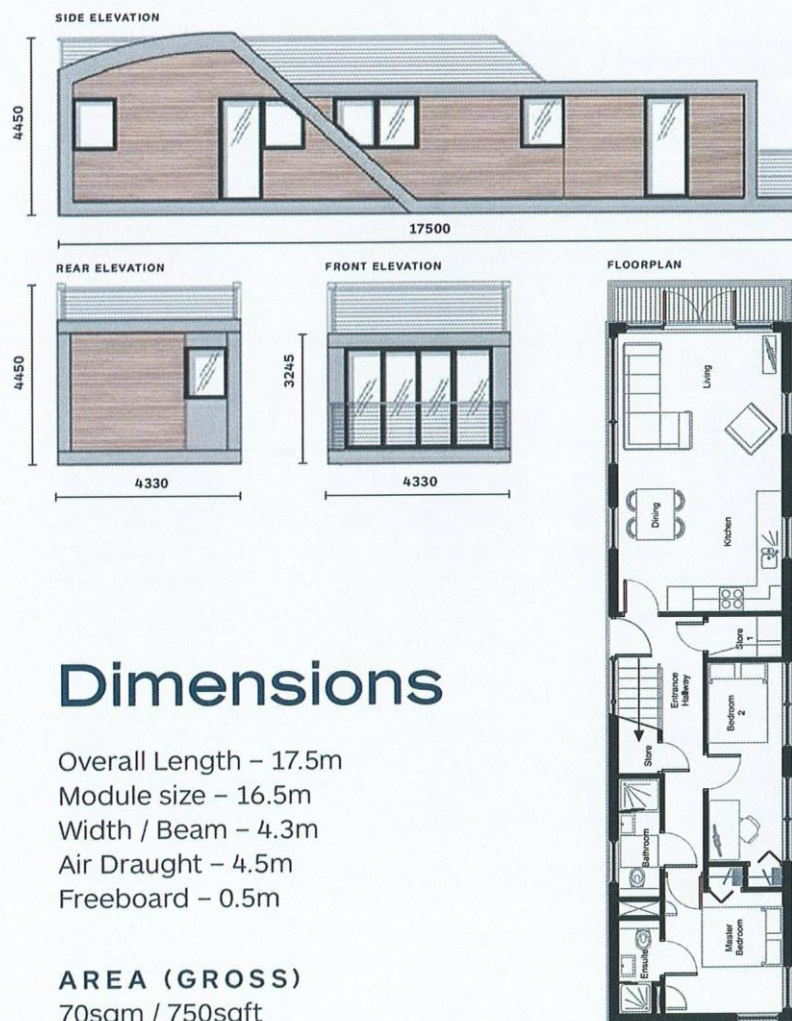 SIDE ELEVATION
4450
17500
REAR ELEVATION
4450
4330
FRONT ELEVATION
3245
4330
FLOORPLAN
Living
Dining
Kitchen
Store
1
Entrance
Hallway
Bedroom
2
Store
Bathroom
Master
Bedroom
Ensuite
Dimensions
Overall Length – 17.5m
Module size – 16.5m
Width / Beam – 4.3m
Air Draught – 4.5m
Freeboard – 0.5m
AREA (GROSS)
70sqm / 750sqft